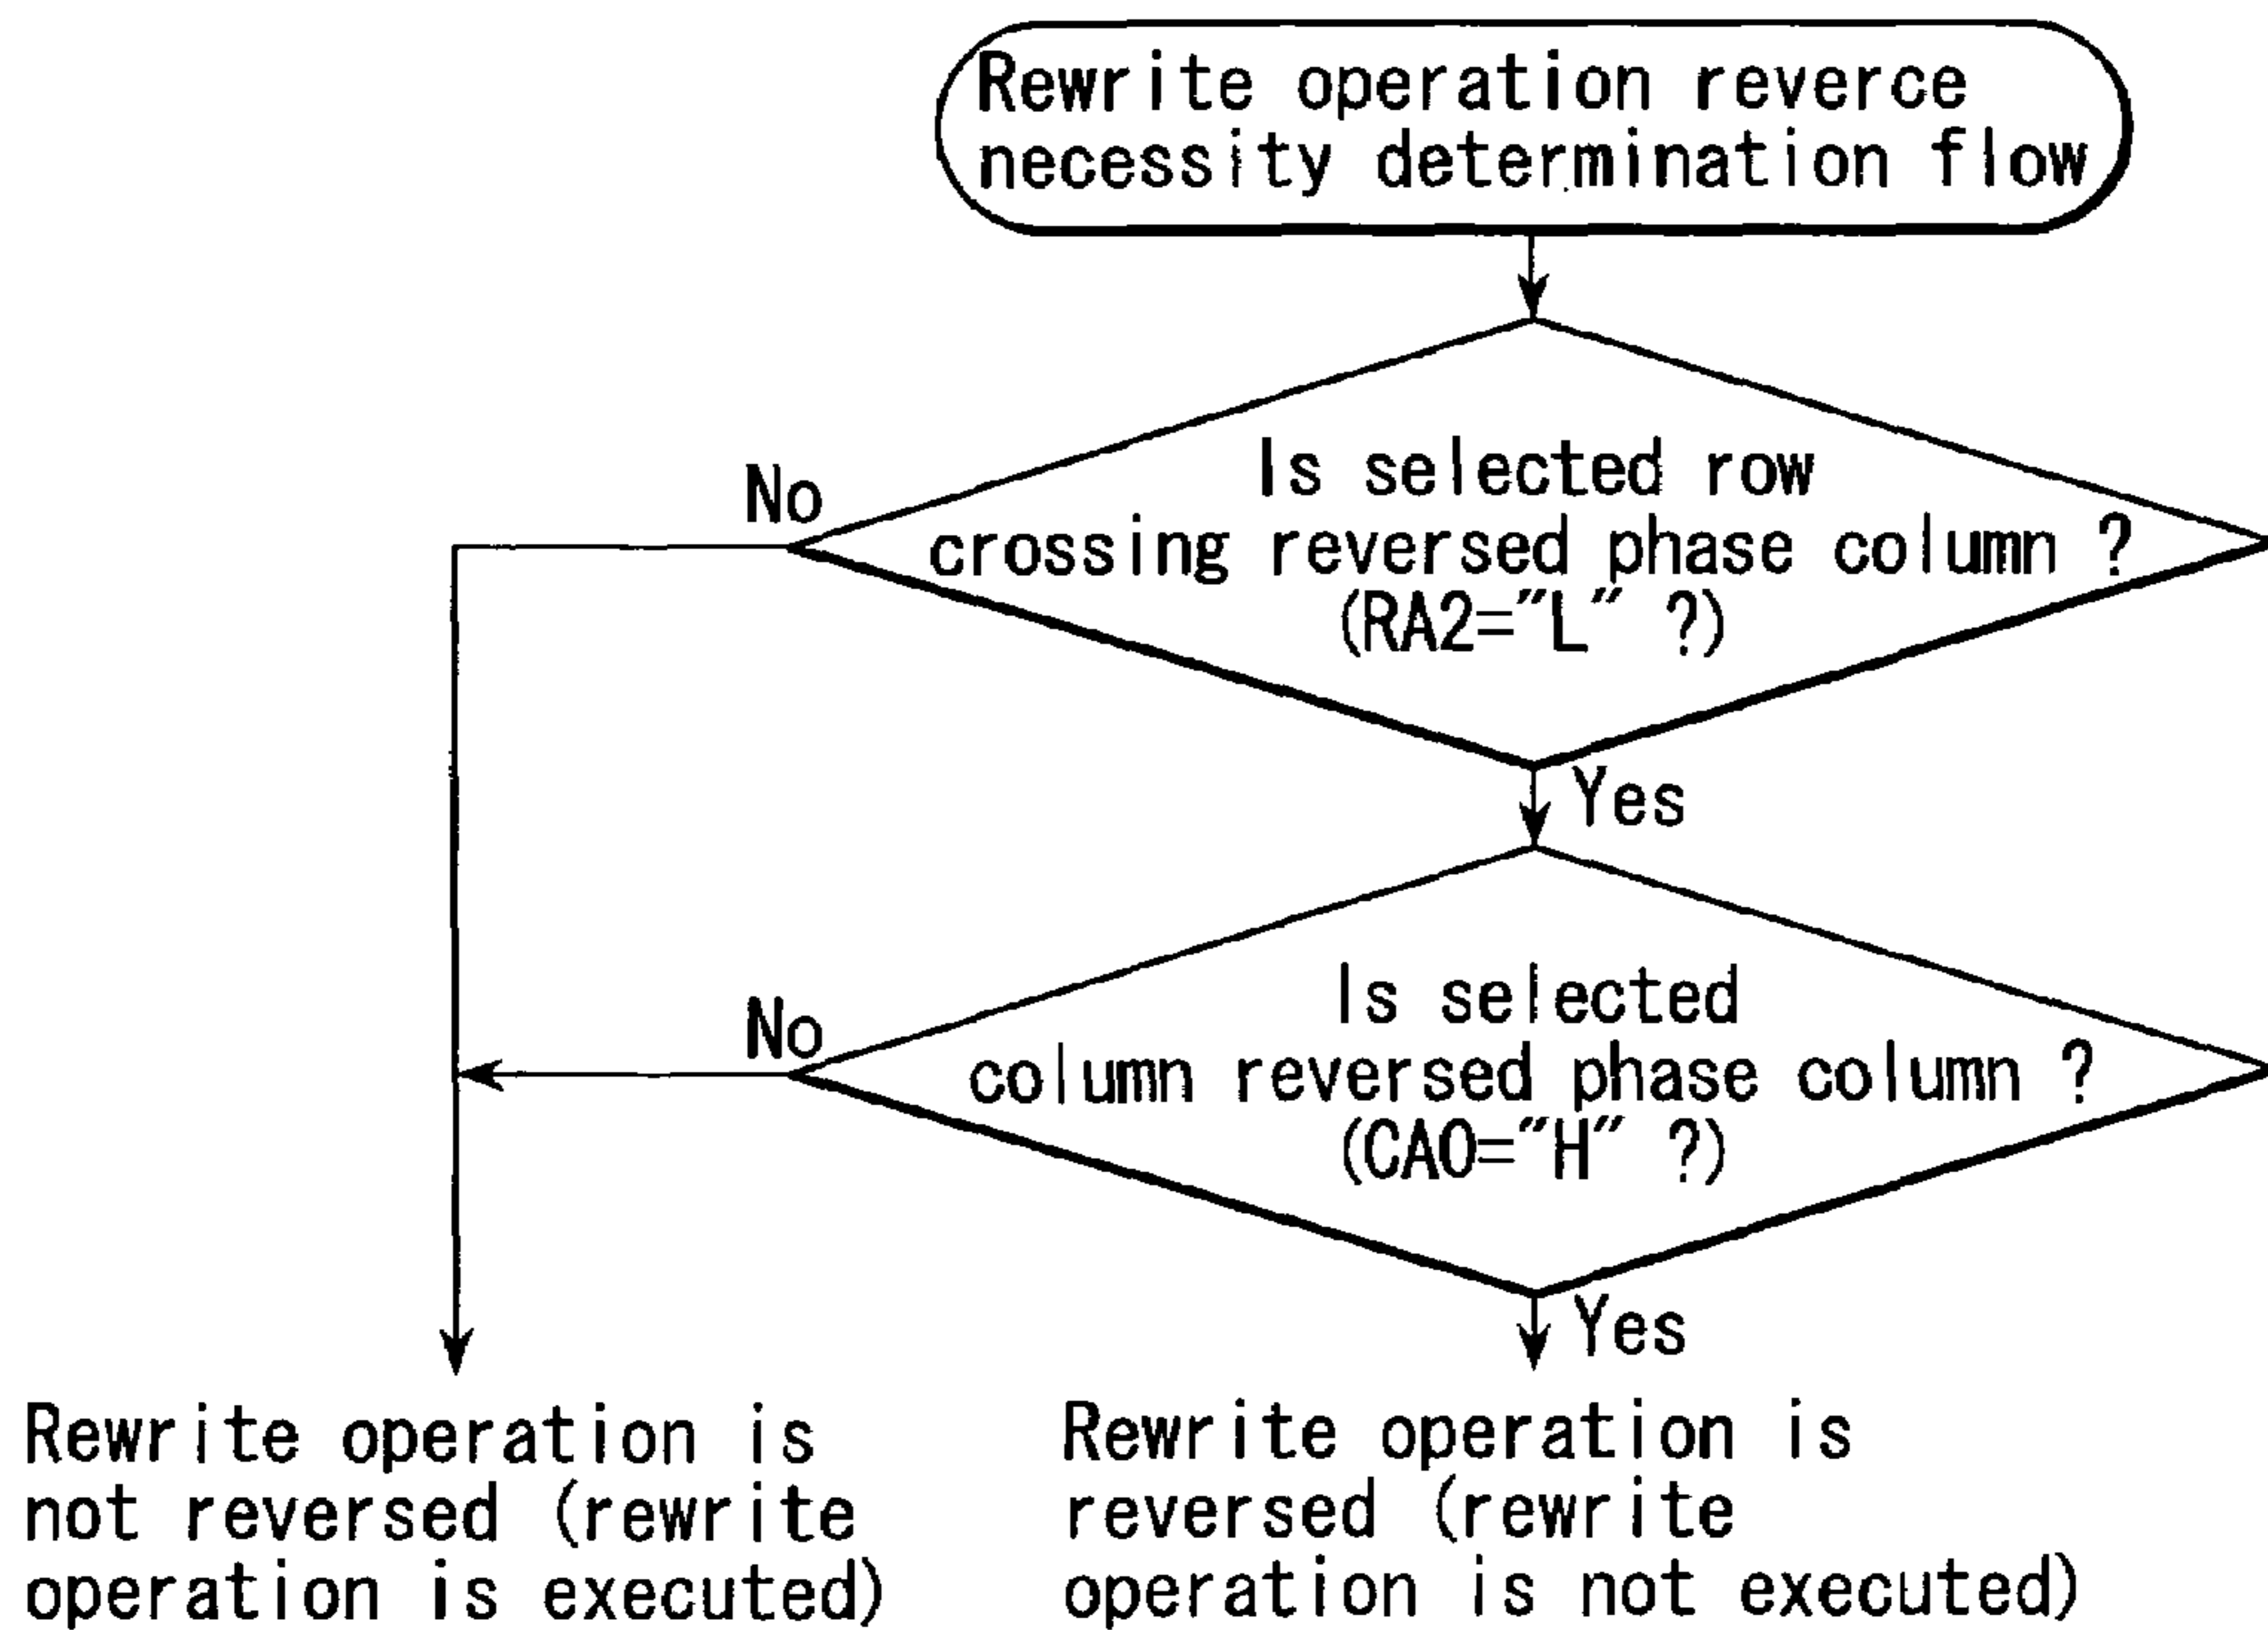 Rewrite operation reverce
necessity determination flow
Is selected row
crossing reversed phase column ?
(RA2="L" ?)
No
Yes
Is selected
column reversed phase column ?
(CA0="H" ?)
No
Yes
Rewrite operation is
not reversed (rewrite
operation is executed)
Rewrite operation is
reversed (rewrite
operation is not executed)